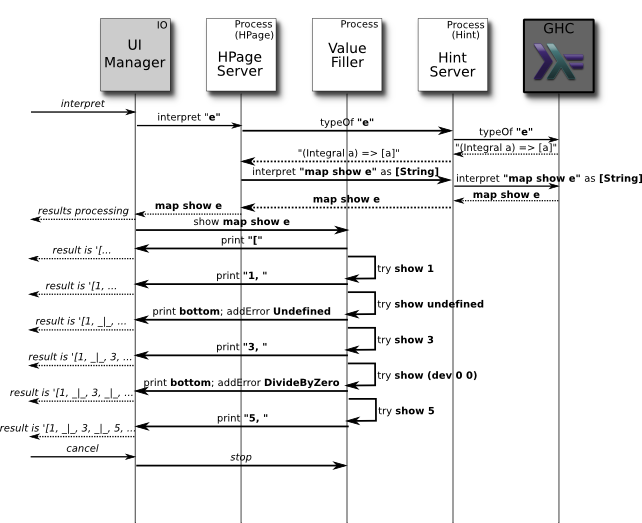 IO
UI
Manager
Process
(HPage)
HPage
Server
Value
Filler
Process
(Hint)
Hint
Server
GHC
interpret
interpret "e"
typeOf "e"
typeOf "e"
"(Integral a) => [a]"
"(Integral a) => [a]"
interpret "map show e" as [String]
interpret "map show e" as [String]
map show e
map show e
map show e
results processing
show map show e
print "["
result is '[...
try show 1
print "1, "
result is '[1, ...
try show undefined
print bottom; addError Undefined
result is '[1, _|_, ...
try show 3
print "3, "
result is '[1, _|_, 3, ...
try show (dev 0 0)
print bottom; addError DivideByZero
result is '[1, _|_, 3, _|_, ...
try show 5
print "5, "
result is '[1, _|_, 3, _|_, 5, ...
cancel
stop